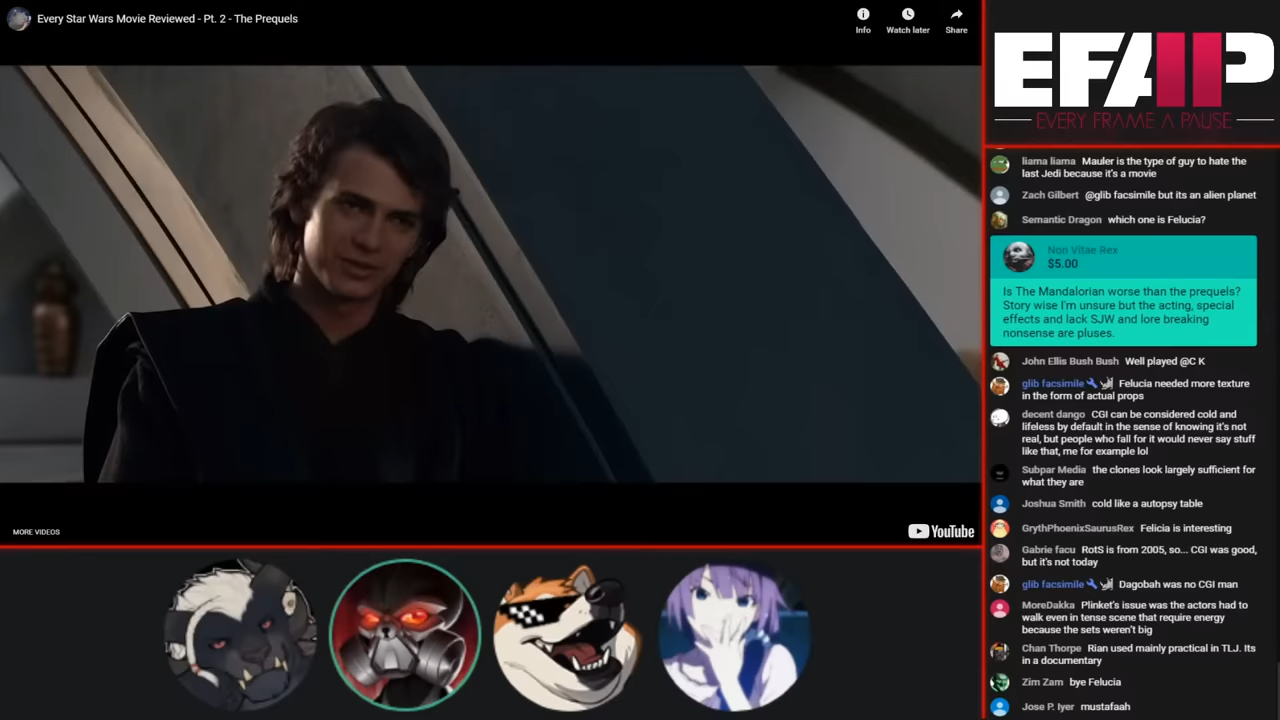 Every Star Wars Movie Reviewed - Pt. 2 - The Prequels
Info
Watch later
Share
MORE VIDEOS
YouTube
EFAP
EVERY FRAME A PAUSE
liama liama Mauler is the type of guy to hate the
last Jedi because it's a movie
Zach Gilbert @glib facsimile but its an alien planet
Semantic Dragon which one is Felucia?
Non Vitae Rex
$5.00
Is The Mandalorian worse than the prequels?
Story wise I'm unsure but the acting, special
effects and lack SJW and lore breaking
nonsense are pluses.
John Ellis Bush Bush Well played @C K
glib facsimile Felucia needed more texture
in the form of actual props
decent dango CGI can be considered cold and
lifeless by default in the sense of knowing it's not
real, but people who fall for it would never say stuff
like that, me for example lol
Subpar Media the clones look largely sufficient for
what they are
Joshua Smith cold like a autopsy table
GrythPhoenixSaurusRex Felicia is interesting
Gabrie facu RotS is from 2005, so... CGI was good,
but it's not today
glib facsimile Dagobah was no CGI man
MoreDakka Plinket's issue was the actors had to
walk even in tense scene that require energy
because the sets weren't big
Chan Thorpe Rian used mainly practical in TLJ. Its
in a documentary
Zim Zam bye Felucia
Jose P. Iyer mustafaah